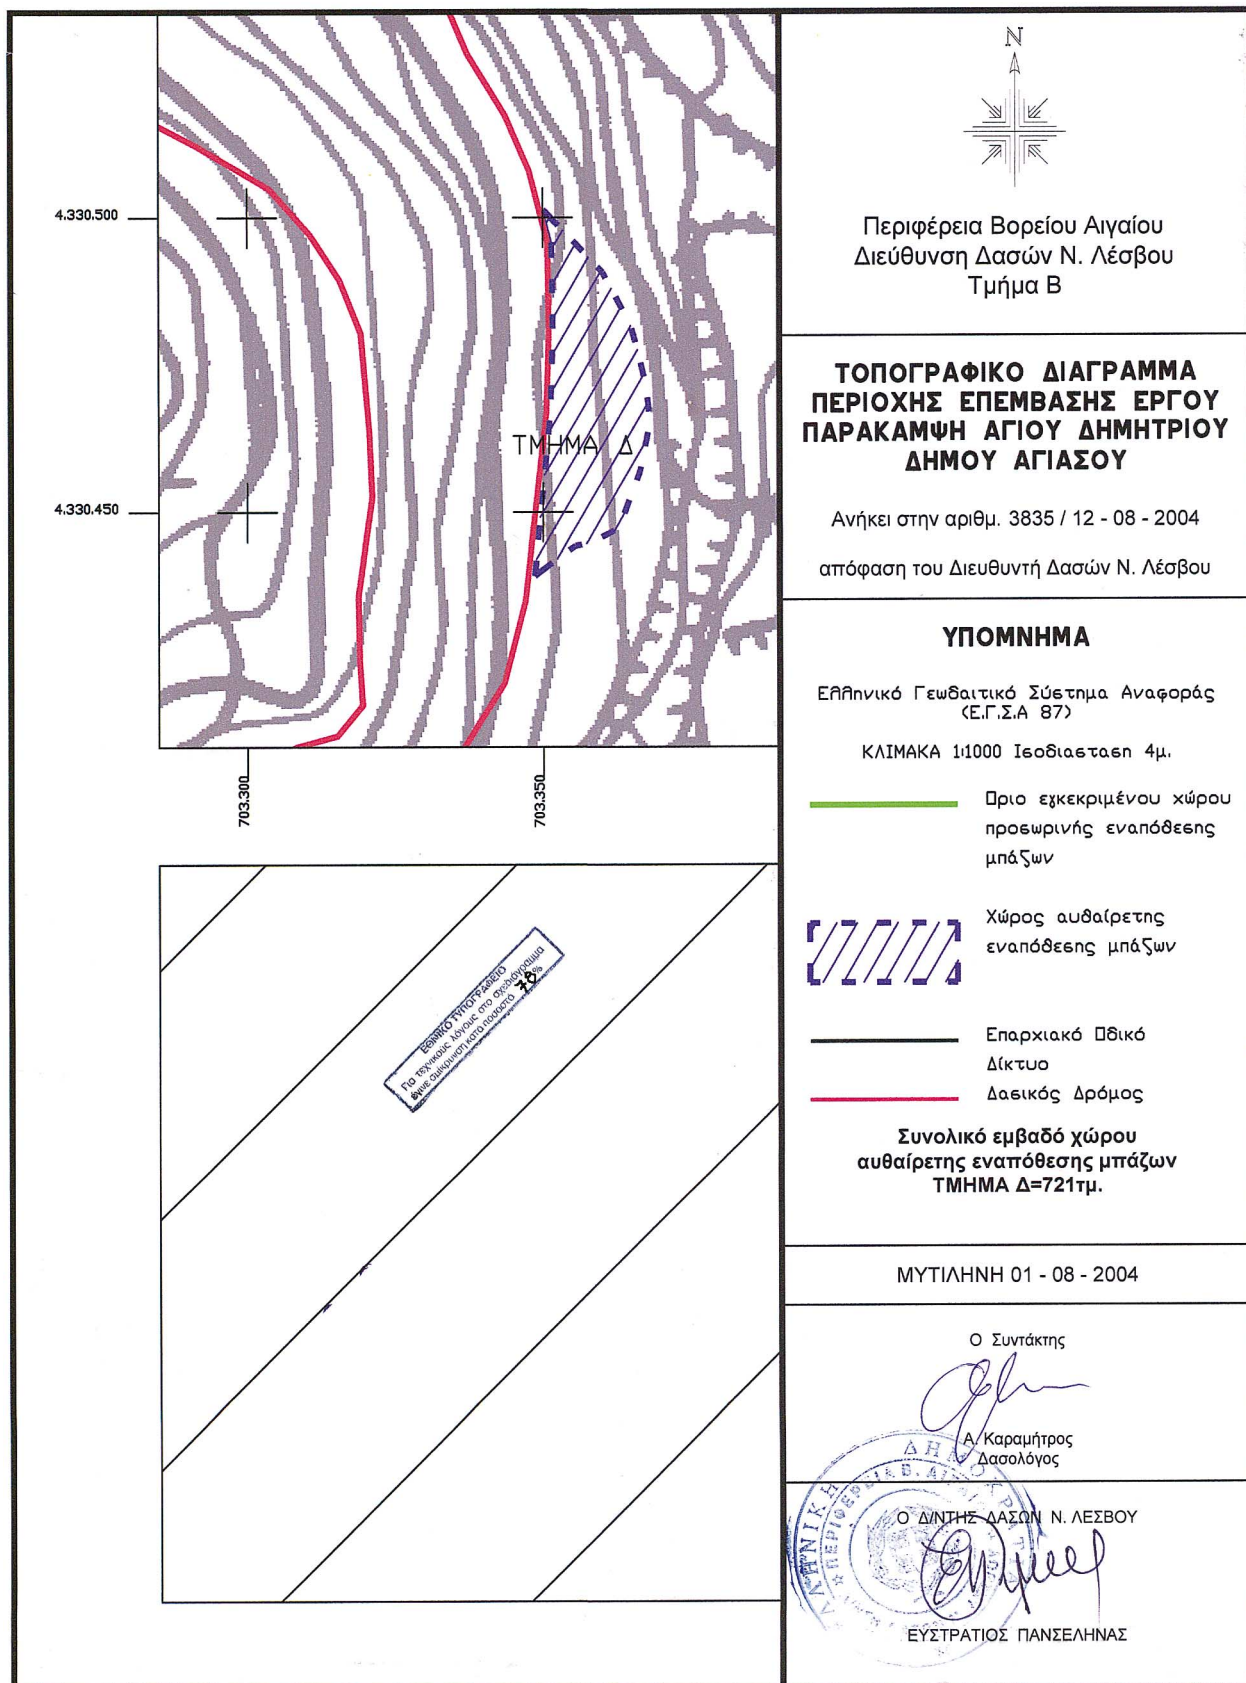 4.330.500
4.330.450
ΤΜΗΜΑ Δ
703.300
703.350
ΕΘΝΙΚΟ ΤΥΠΟΓΡΑΦΕΙΟ
Για τεχνικούς λόγους στο σχεδιάγραμμα
έγινε σμίκρυνση κατά ποσοστό 78%
N
Περιφέρεια Βορείου Αιγαίου
Διεύθυνση Δασών Ν. Λέσβου
Τμήμα Β
ΤΟΠΟΓΡΑΦΙΚΟ ΔΙΑΓΡΑΜΜΑ
ΠΕΡΙΟΧΗΣ ΕΠΕΜΒΑΣΗΣ ΕΡΓΟΥ
ΠΑΡΑΚΑΜΨΗ ΑΓΙΟΥ ΔΗΜΗΤΡΙΟΥ
ΔΗΜΟΥ ΑΓΙΑΣΟΥ
Ανήκει στην αριθμ. 3835 / 12 - 08 - 2004
απόφαση του Διευθυντή Δασών Ν. Λέσβου
ΥΠΟΜΝΗΜΑ
Ελληνικό Γεωδαιτικό Σύστημα Αναφοράς
(Ε.Γ.Σ.Α 87)
ΚΛΙΜΑΚΑ 1:1000 Ισοδιασταση 4μ.
Οριο εγκεκριμένου χώρου
προσωρινής εναπόθεσης
μπάζων
Χώρος αυθαίρετης
εναπόθεσης μπάζων
Επαρχιακό Οδικό
Δίκτυο
Δασικός Δρόμος
Συνολικό εμβαδό χώρου
αυθαίρετης εναπόθεσης μπάζων
ΤΜΗΜΑ Δ=721τμ.
ΜΥΤΙΛΗΝΗ 01 - 08 - 2004
Ο Συντάκτης
Α. Καραμήτρος
Δασολόγος
Ο Δ/ΝΤΗΣ ΔΑΣΩΝ Ν. ΛΕΣΒΟΥ
ΕΥΣΤΡΑΤΙΟΣ ΠΑΝΣΕΛΗΝΑΣ